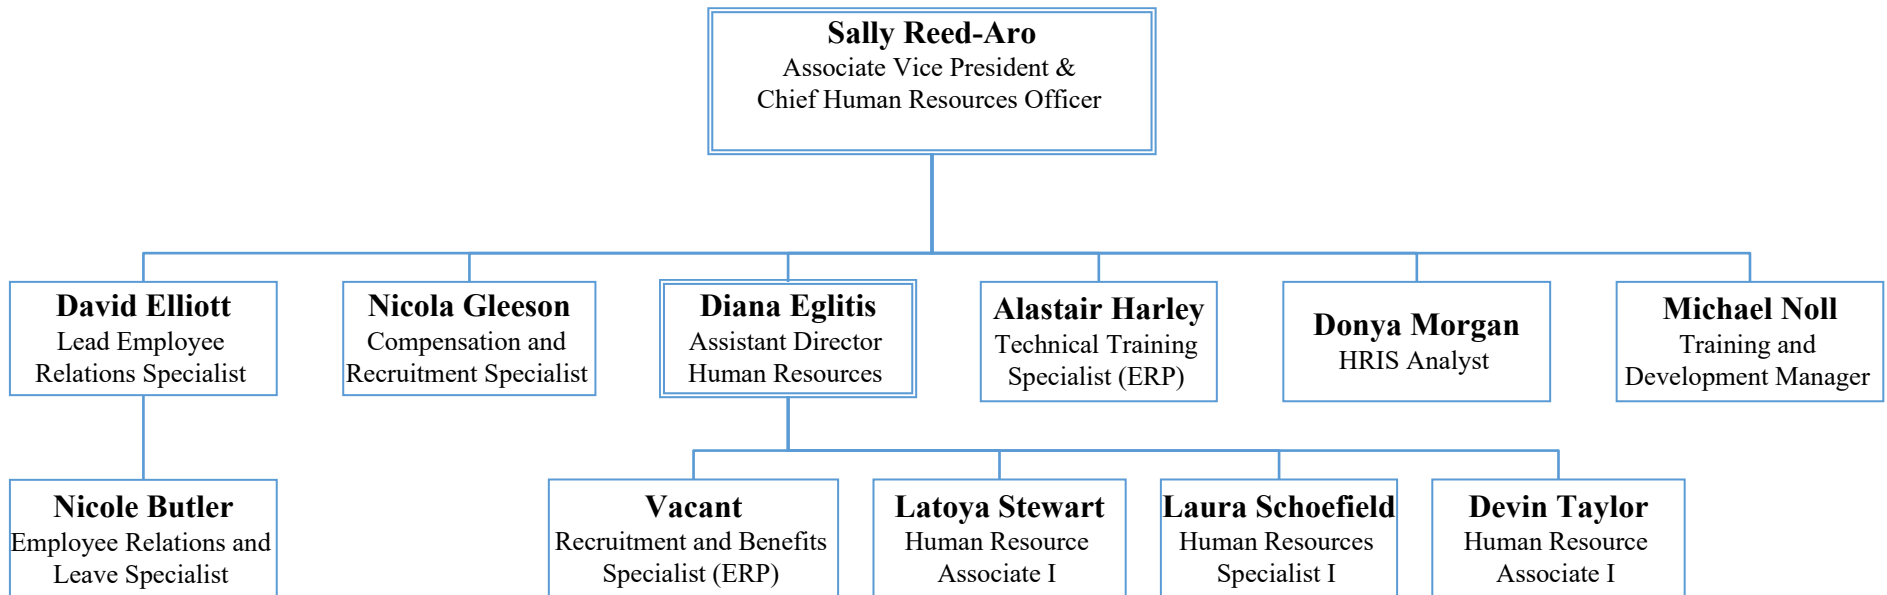 Sally Reed-Aro
Associate Vice President &
Chief Human Resources Officer
David Elliott
Lead Employee
Relations Specialist
Nicola Gleeson
Compensation and
Recruitment Specialist
Diana Eglitis
Assistant Director
Human Resources
Alastair Harley
Technical Training
Specialist (ERP)
Donya Morgan
HRIS Analyst
Michael Noll
Training and
Development Manager
Nicole Butler
Employee Relations and
Leave Specialist
Vacant
Recruitment and Benefits
Specialist (ERP)
Latoya Stewart
Human Resource
Associate I
Laura Schoefield
Human Resources
Specialist I
Devin Taylor
Human Resource
Associate I